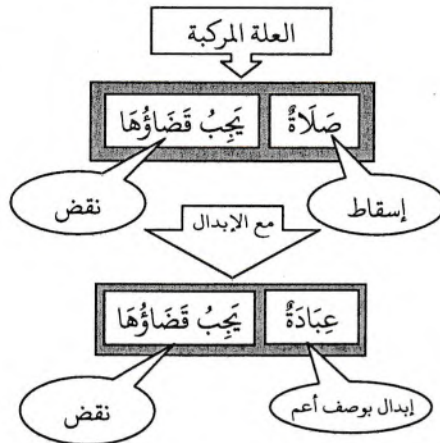 العلة المركبة
صَلَاةٌ يَجِبُ قَضَاؤُهَا
إسقاط نقض
مع الإبدال
عِبَادَةٌ يَجِبُ قَضَاؤُهَا
إبدال بوصف أعم نقض